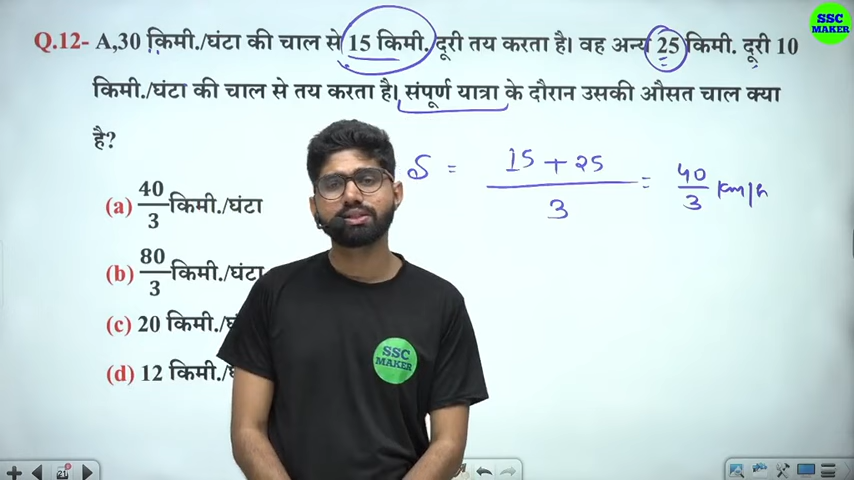 SSC
MAKER
Q.12- A,30 किमी./घंटा की चाल से 15 किमी. दूरी तय करता है। वह अन्य 25 किमी. दूरी 10
किमी./घंटा की चाल से तय करता है। संपूर्ण यात्रा के दौरान उसकी औसत चाल क्या
है?
S = 15 + 25 / 3 = 40/3 km/h
(a) 40/3 किमी./घंटा
(b) 80/3 किमी./घंटा
(c) 20 किमी./
(d) 12 किमी./
SSC
MAKER
21